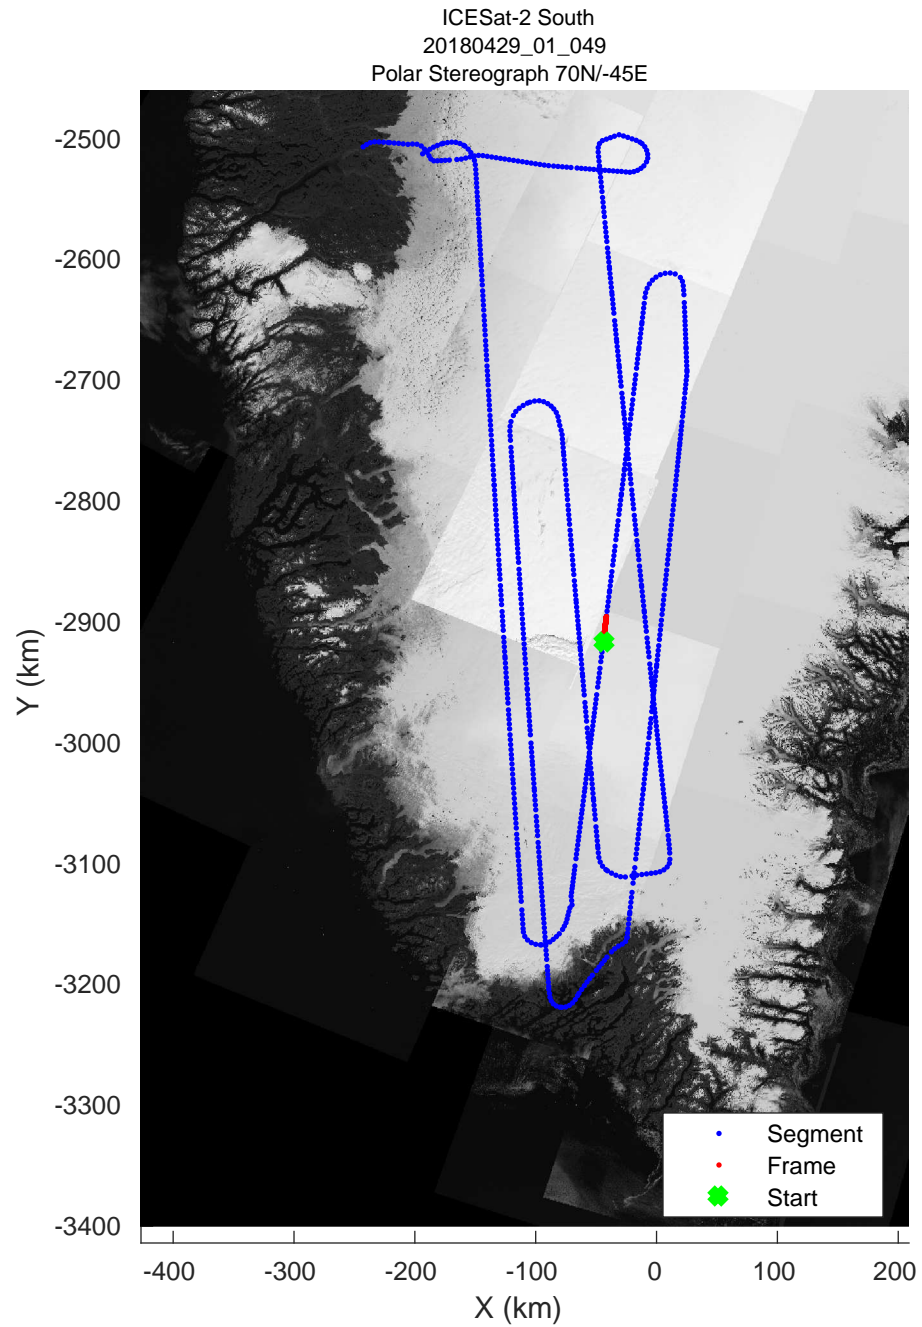 ICESat-2 South
20180429_01_049
Polar Stereograph 70N/-45E
-2500
-2600
-2700
-2800
-2900
-3000
-3100
-3200
-3300
-3400
Y (km)
Segment
Frame
Start
-400 -300 -200 -100 0 100 200
X (km)